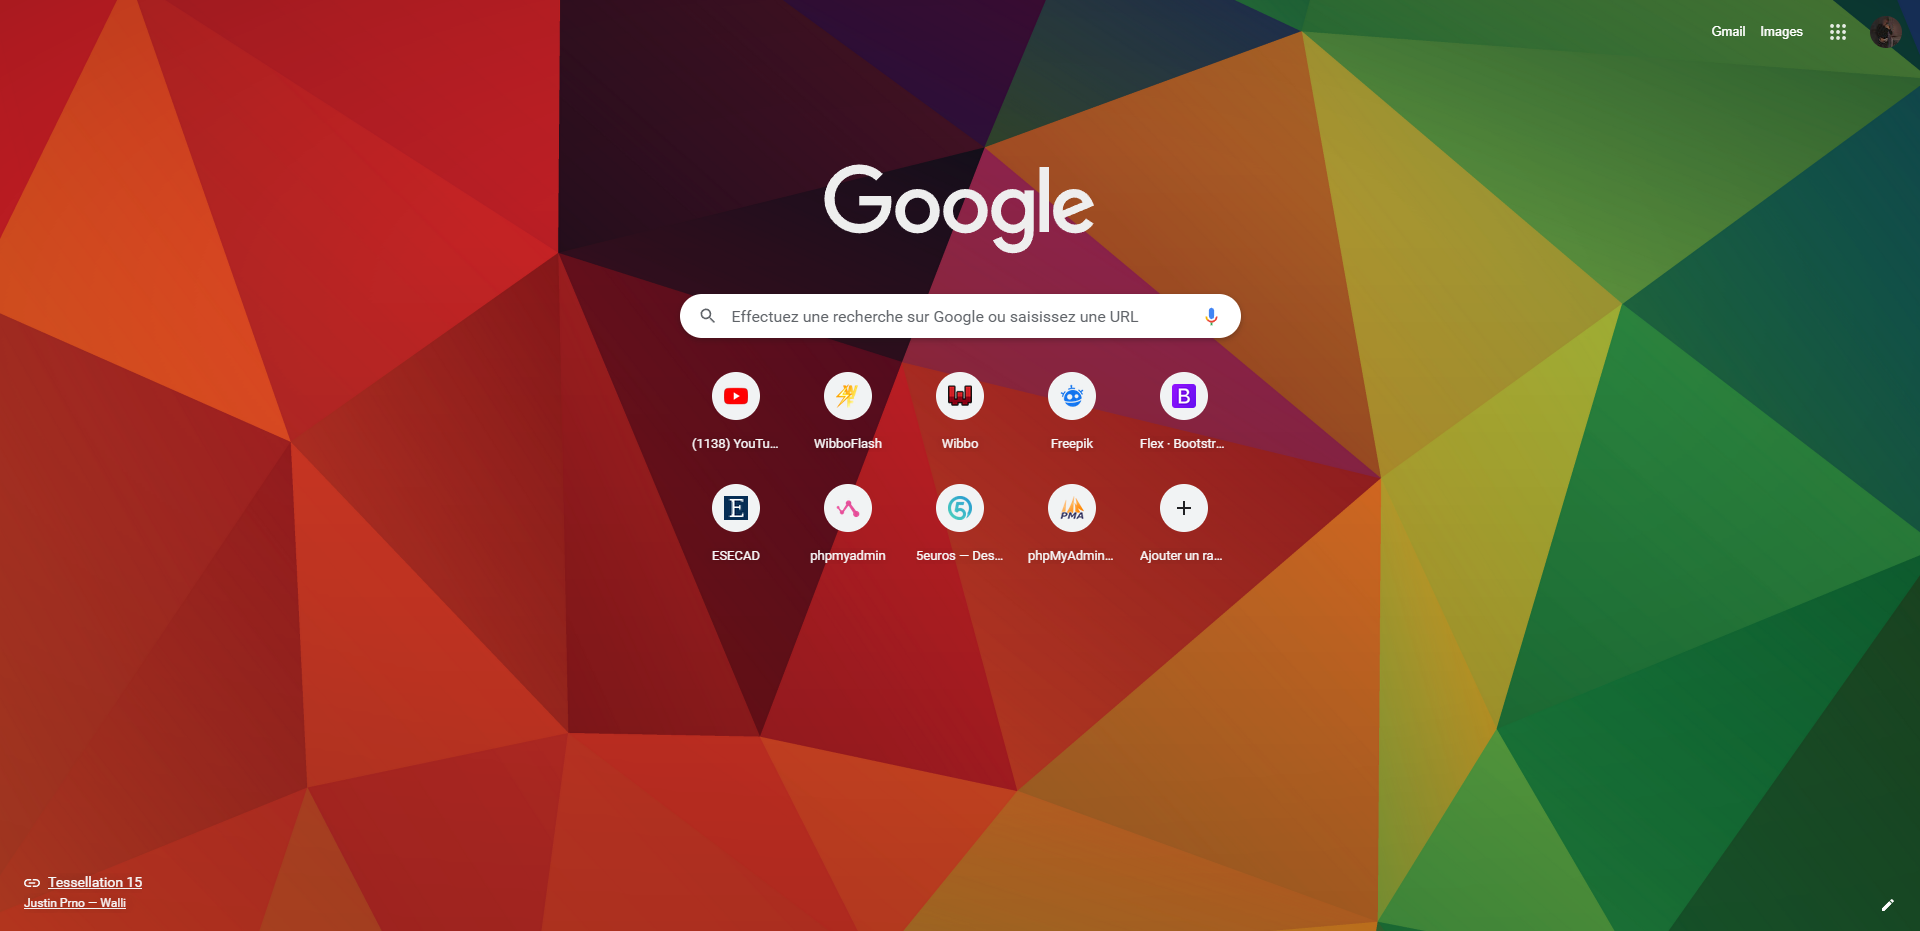 Gmail Images
Google
Effectuez une recherche sur Google ou saisissez une URL
(1138) YouTu...
WibboFlash
Wibbo
Freepik
Flex · Bootstr...
B
E
5
PMA
ESECAD
phpmyadmin
5euros — Des...
phpMyAdmin...
Ajouter un ra...
Tessellation 15
Justin Prno — Walli